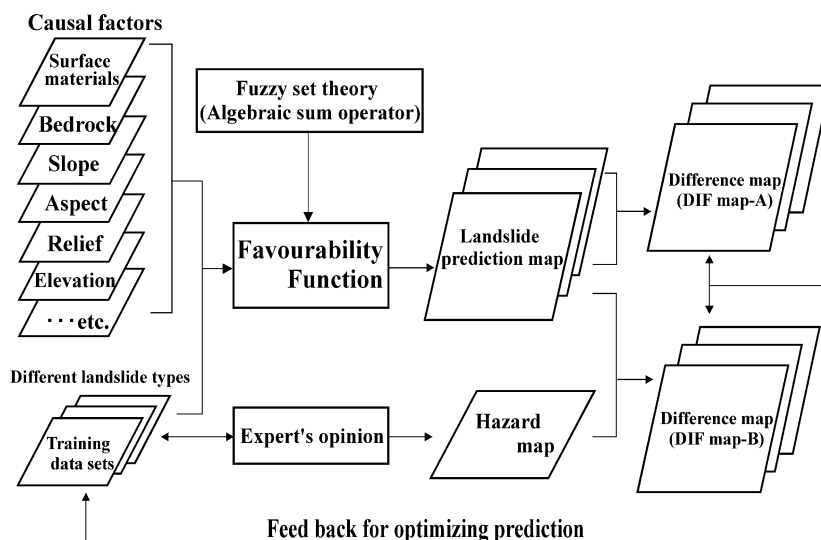 Causal factors
Surface
materials
Bedrock
Slope
Aspect
Relief
Elevation
···etc.
Different landslide types
Training
data sets
Fuzzy set theory
(Algebraic sum operator)
Favourability
Function
Expert's opinion
Landslide
prediction map
Hazard
map
Difference map
(DIF map-A)
Difference map
(DIF map-B)
Feed back for optimizing prediction